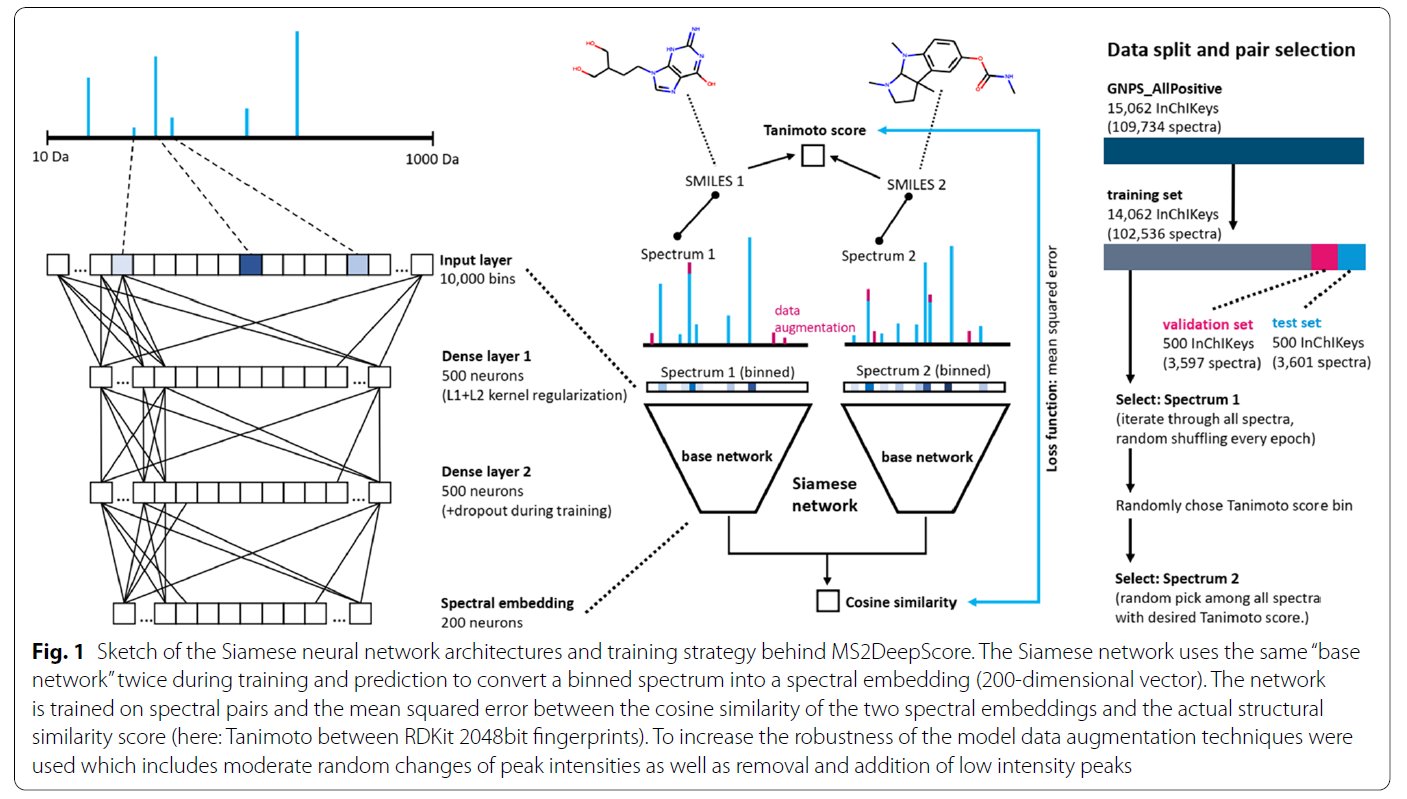 10 Da
1000 Da
Input layer
10,000 bins
Dense layer 1
500 neurons
(L1+L2 kernel regularization)
Dense layer 2
500 neurons
(+dropout during training)
Spectral embedding
200 neurons
HO
HO
NH
HN
N
N
N
OH
N
N
O
O
NH
Tanimoto score
SMILES 1
SMILES 2
Spectrum 1
Spectrum 2
data
augmentation
Spectrum 1 (binned)
Spectrum 2 (binned)
base network
base network
Siamese
network
Cosine similarity
Loss function: mean squared error
Data split and pair selection
GNPS_AllPositive
15,062 InChIKeys
(109,734 spectra)
training set
14,062 InChIKeys
(102,536 spectra)
validation set
500 InChIKeys
(3,597 spectra)
test set
500 InChIKeys
(3,601 spectra)
Select: Spectrum 1
(iterate through all spectra,
random shuffling every epoch)
Randomly chose Tanimoto score bin
Select: Spectrum 2
(random pick among all spectra
with desired Tanimoto score.)
Fig. 1 Sketch of the Siamese neural network architectures and training strategy behind MS2DeepScore. The Siamese network uses the same “base
network” twice during training and prediction to convert a binned spectrum into a spectral embedding (200-dimensional vector). The network
is trained on spectral pairs and the mean squared error between the cosine similarity of the two spectral embeddings and the actual structural
similarity score (here: Tanimoto between RDKit 2048bit fingerprints). To increase the robustness of the model data augmentation techniques were
used which includes moderate random changes of peak intensities as well as removal and addition of low intensity peaks